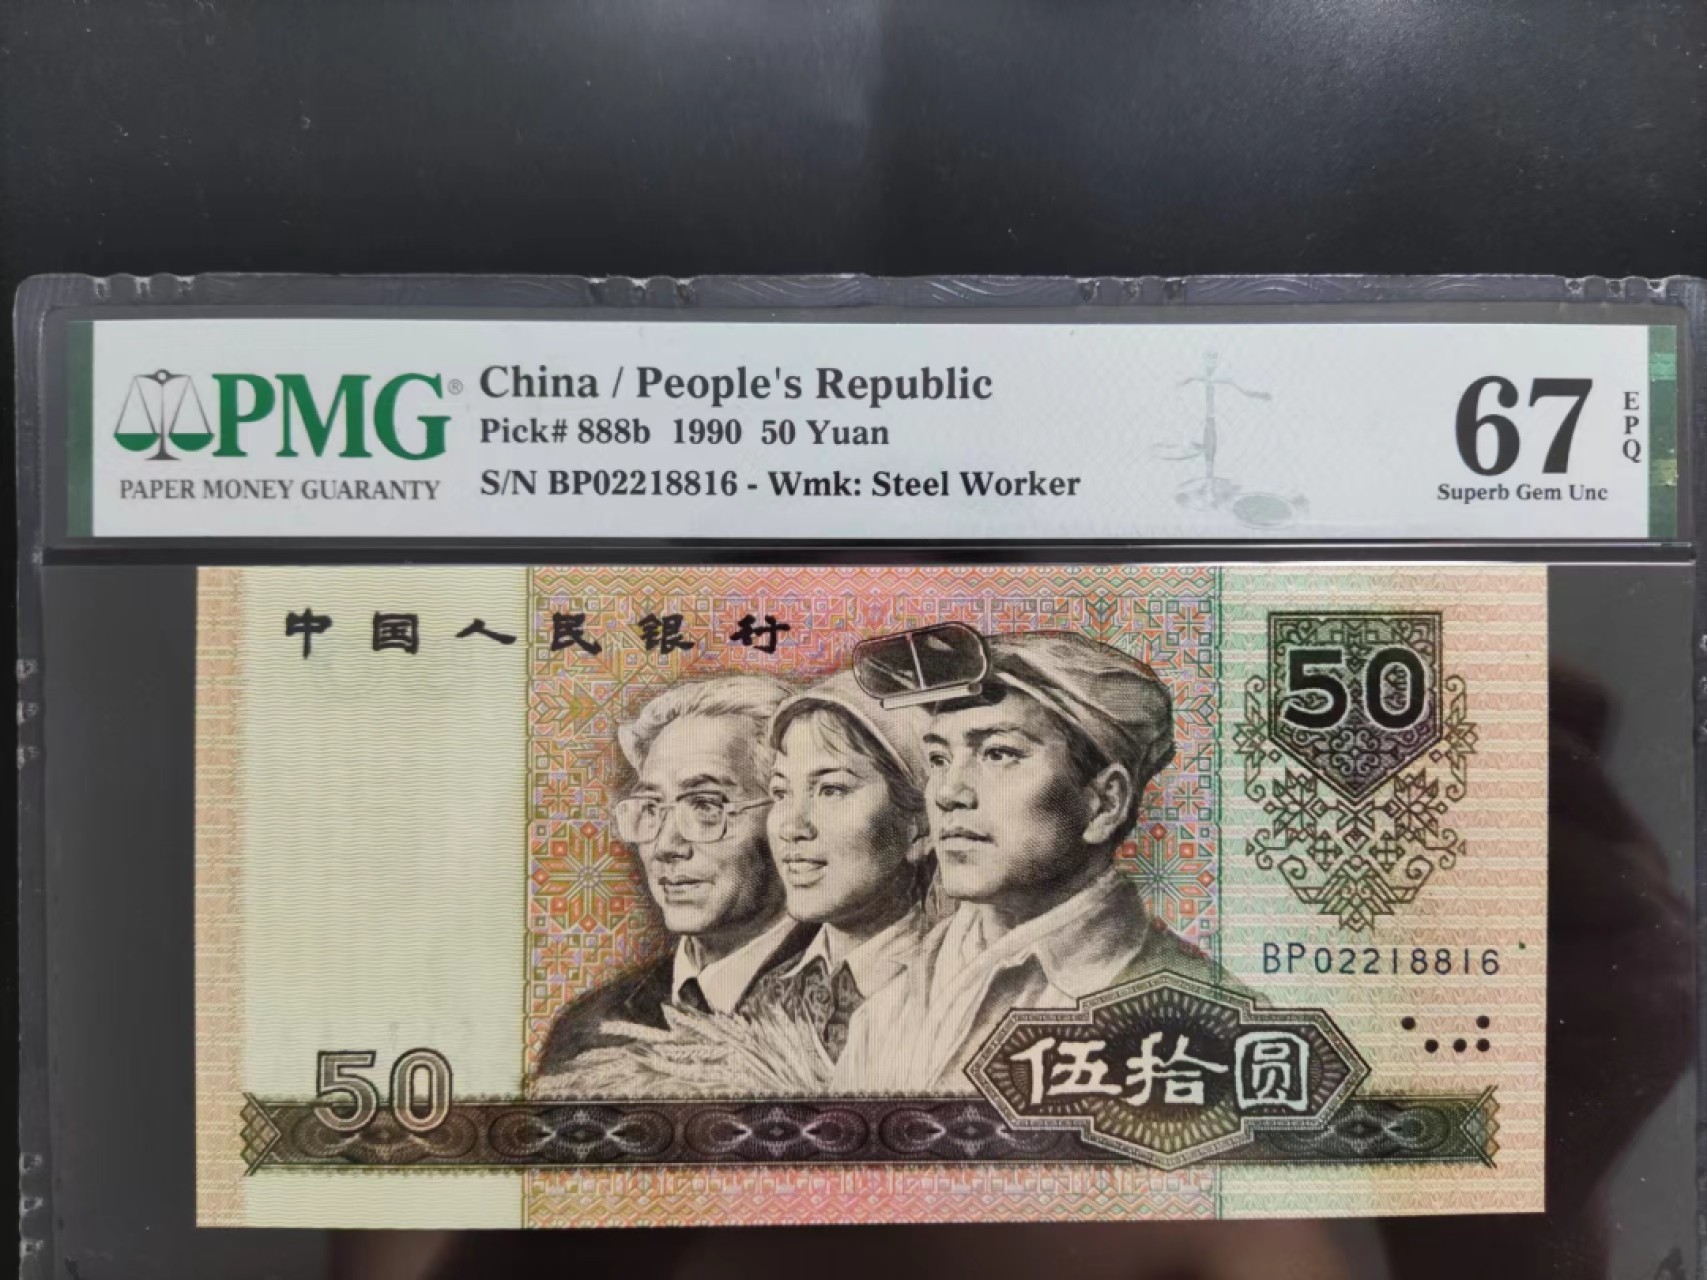 PMG®
PAPER MONEY GUARANTY
China / People's Republic
Pick# 888b 1990 50 Yuan
S/N BP02218816 - Wmk: Steel Worker
67
EPQ
Superb Gem Unc
中国人民银行
50
BP02218816
50
伍拾圆